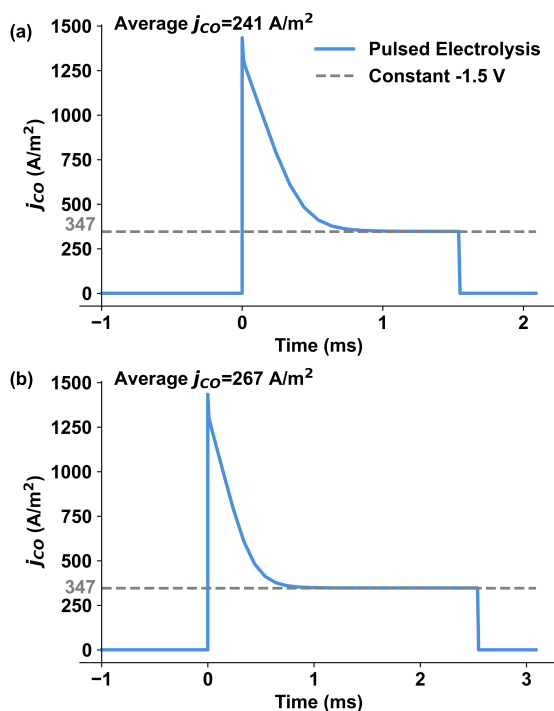 (a)
Average jCO=241 A/m²
Pulsed Electrolysis
Constant -1.5 V
jCO (A/m²)
1500
1250
1000
750
500
347
250
0
−1
0
1
2
Time (ms)
(b)
Average jCO=267 A/m²
jCO (A/m²)
1500
1250
1000
750
500
347
250
0
−1
0
1
2
3
Time (ms)